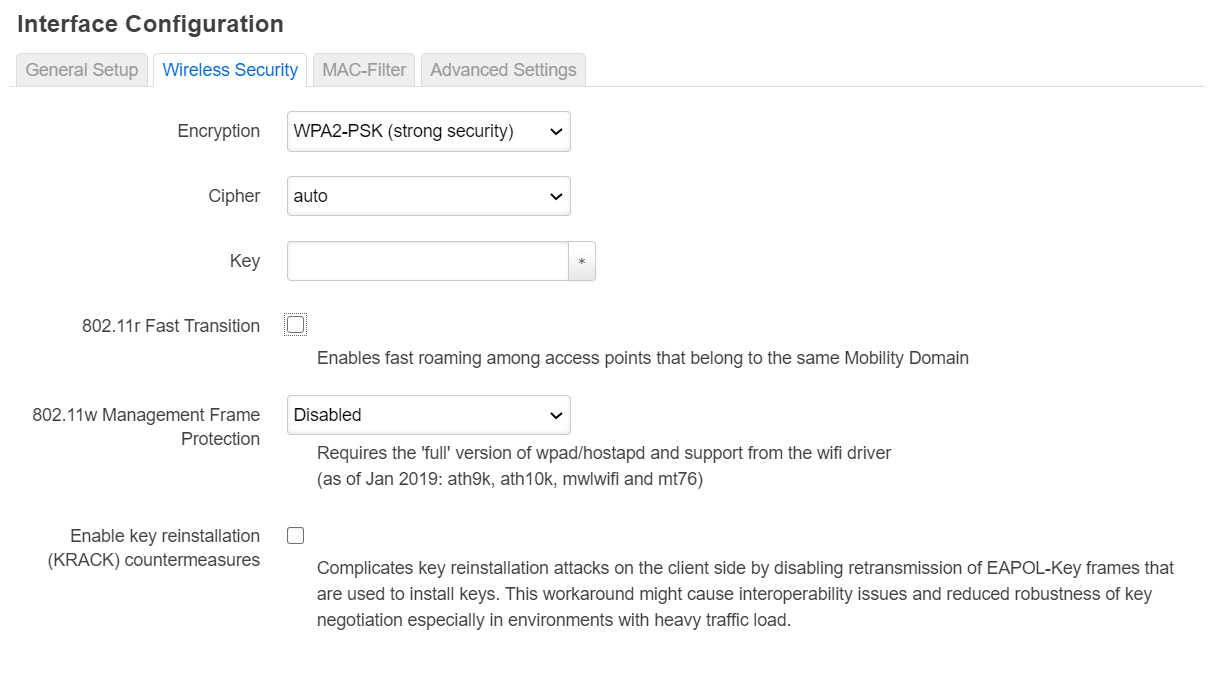 Interface Configuration
General Setup
Wireless Security
MAC-Filter
Advanced Settings
Encryption
WPA2-PSK (strong security)
Cipher
auto
Key
*
802.11r Fast Transition
Enables fast roaming among access points that belong to the same Mobility Domain
802.11w Management Frame
Protection
Disabled
Requires the 'full' version of wpad/hostapd and support from the wifi driver
(as of Jan 2019: ath9k, ath10k, mwlwifi and mt76)
Enable key reinstallation
(KRACK) countermeasures
Complicates key reinstallation attacks on the client side by disabling retransmission of EAPOL-Key frames that
are used to install keys. This workaround might cause interoperability issues and reduced robustness of key
negotiation especially in environments with heavy traffic load.